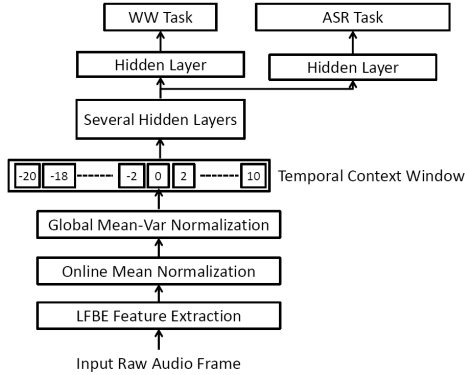 WW Task
ASR Task
Hidden Layer
Hidden Layer
Several Hidden Layers
-20 -18 -2 0 2 10
Temporal Context Window
Global Mean-Var Normalization
Online Mean Normalization
LFBE Feature Extraction
Input Raw Audio Frame